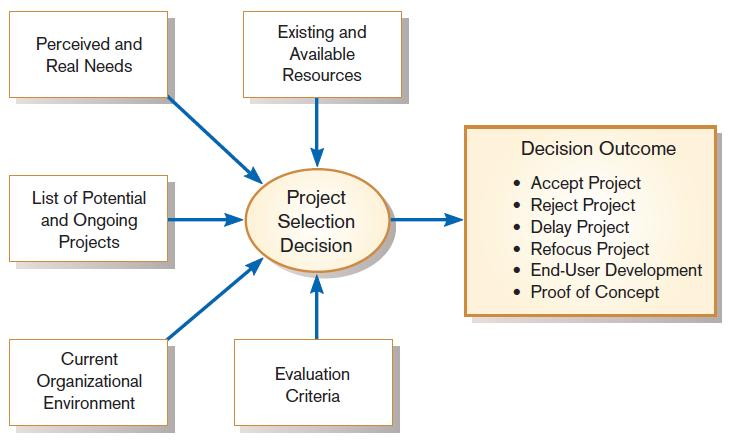 Perceived and
Real Needs
Existing and
Available
Resources
List of Potential
and Ongoing
Projects
Project
Selection
Decision
Decision Outcome
• Accept Project
• Reject Project
• Delay Project
• Refocus Project
• End-User Development
• Proof of Concept
Current
Organizational
Environment
Evaluation
Criteria